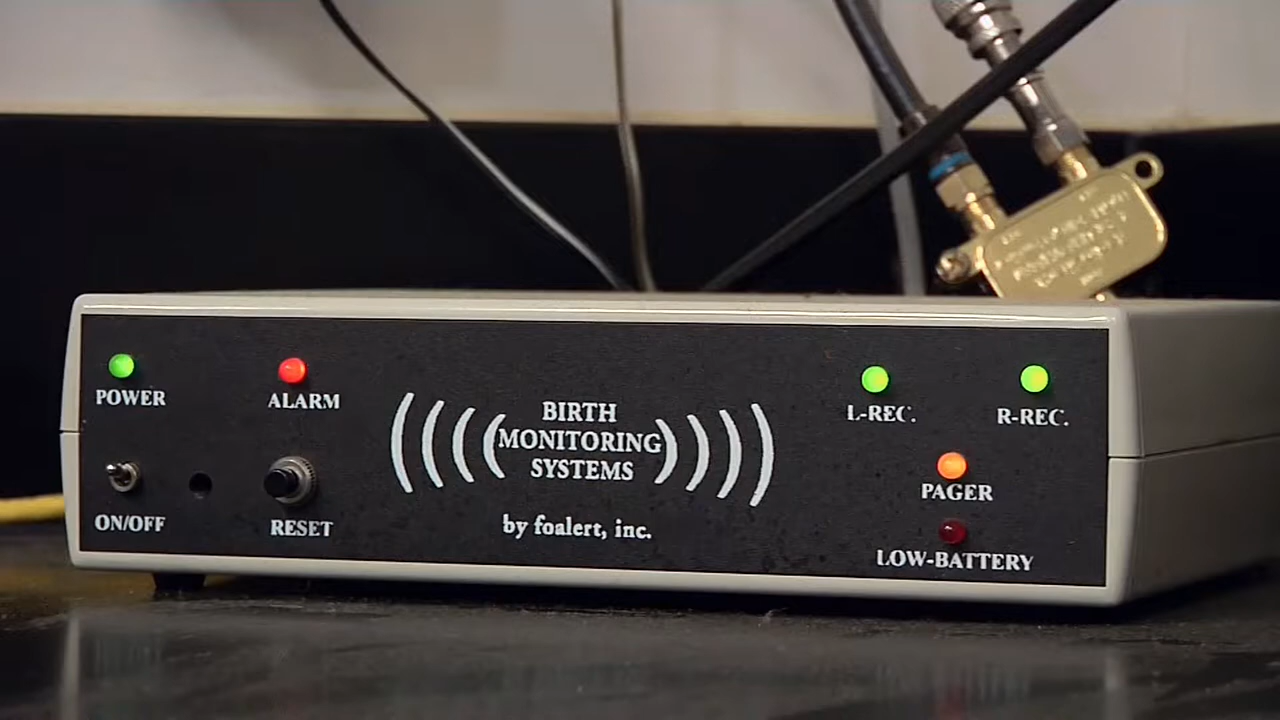 POWER
ALARM
BIRTH
MONITORING
SYSTEMS
L-REC.
R-REC.
PAGER
ON/OFF
RESET
by foalert, inc.
LOW-BATTERY